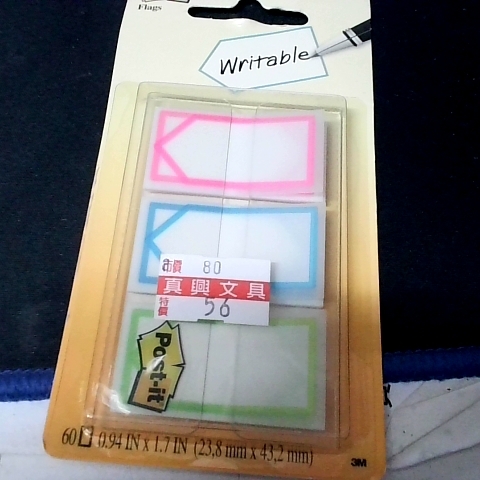 Flags
Writable
市價 80
真興文具
特價 56
Post-it
60 0.94 IN x 1.7 IN (23,8 mm x 43,2 mm)
3M